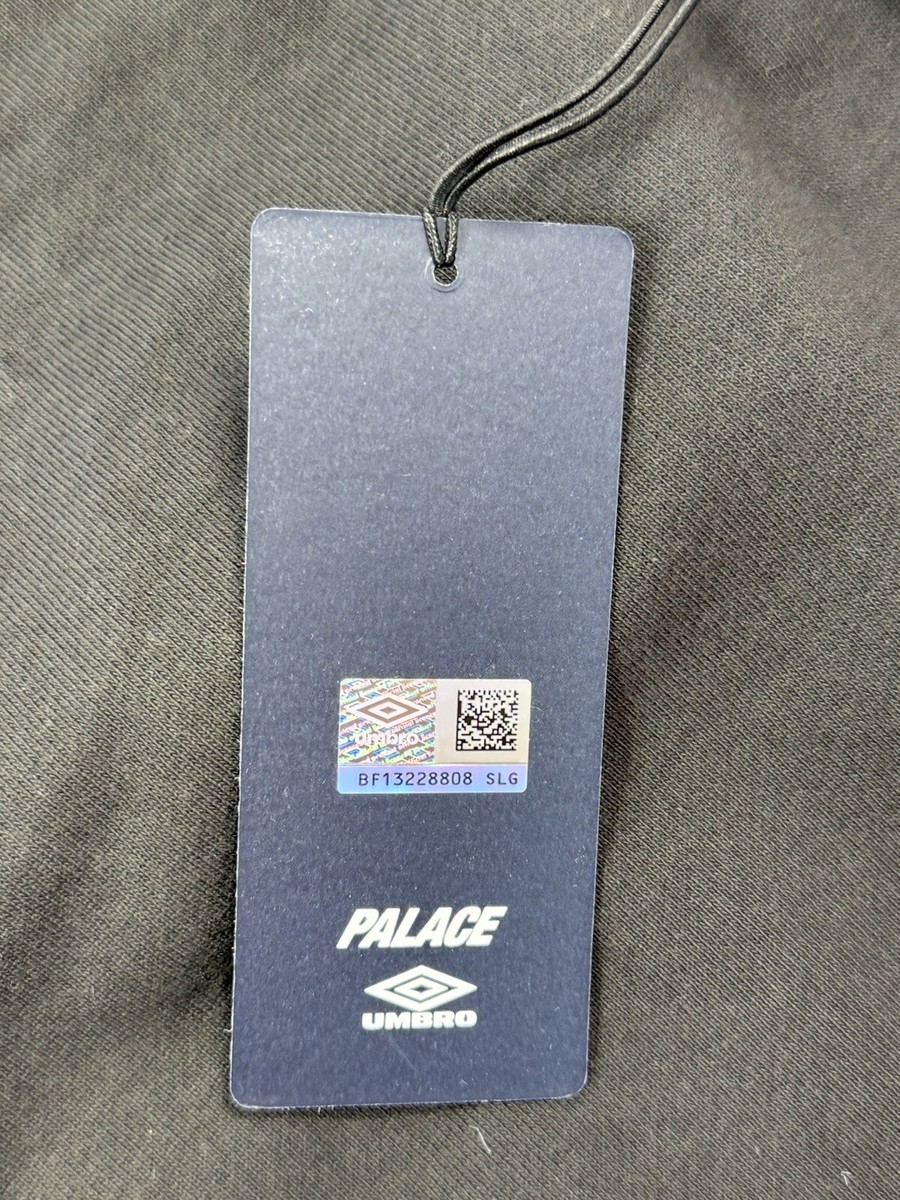 umbro
BF13228808 SLG
PALACE
UMBRO